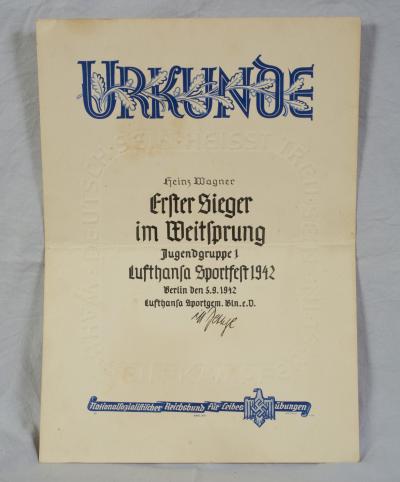 URKUNDE
Heinz Wagner
Erster Sieger
im Weitsprung
Jugendgruppe 1
Lufthansa Sportfest 1942
Berlin den 5.9.1942
Lufthansa Sportgem. Bln. e.V.
Nationalsozialistischer Reichsbund für Leibesübungen